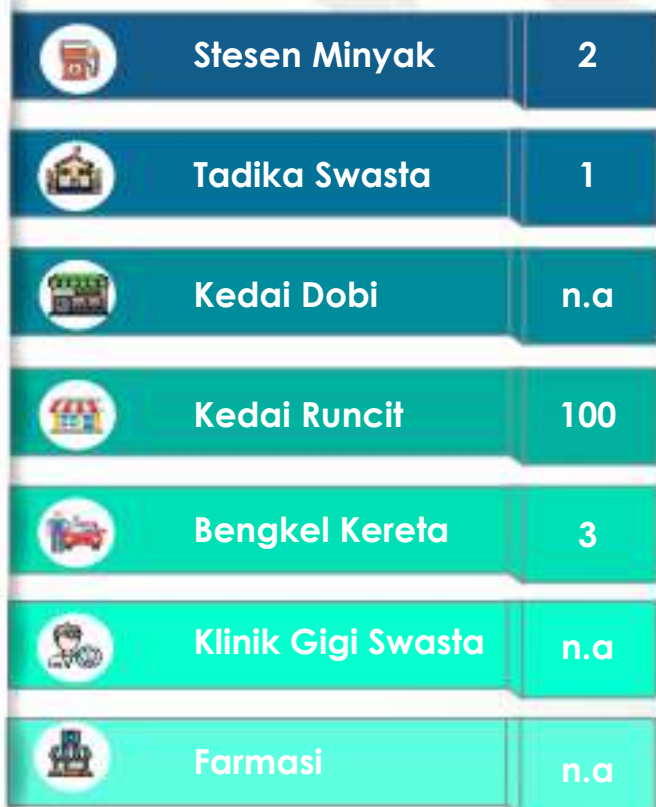 Stesen Minyak 2
Tadika Swasta 1
Kedai Dobi n.a
Kedai Runcit 100
Bengkel Kereta 3
Klinik Gigi Swasta n.a
Farmasi n.a